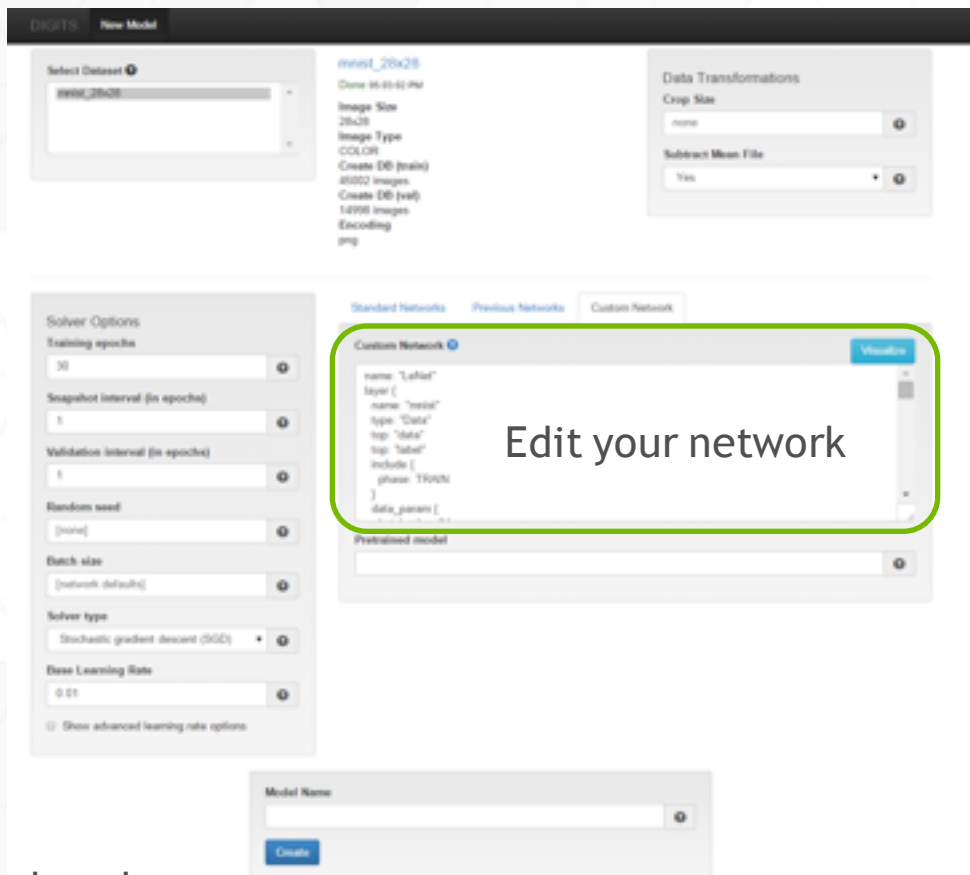 DIGITS New Model
Select Dataset
mnist_28x28
mnist_28x28
Done 05:03:02 PM
Image Size
28x28
Image Type
COLOR
Create DB (train)
45002 images
Create DB (val)
14998 images
Encoding
png
Data Transformations
Crop Size
none
Subtract Mean File
Yes
Solver Options
Training epochs
30
Snapshot interval (in epochs)
1
Validation interval (in epochs)
1
Random seed
[none]
Batch size
[network defaults]
Solver type
Stochastic gradient descent (SGD)
Base Learning Rate
0.01
Show advanced learning rate options
Standard Networks Previous Networks Custom Network
Custom Network
Visualize
name: "LeNet"
layer {
name: "mnist"
type: "Data"
top: "data"
top: "label"
include {
phase: TRAIN
}
data_param {
Edit your network
Pretrained model
Model Name
Create